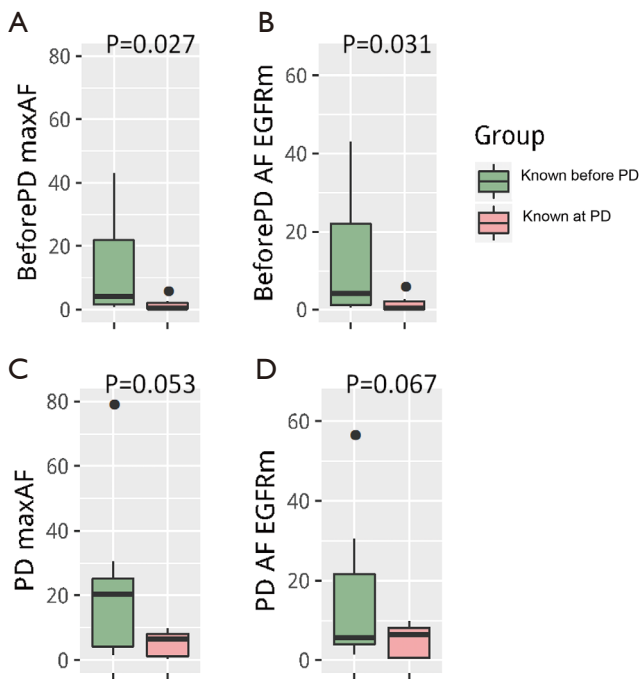 A
P=0.027
BeforePD maxAF
80
60
40
20
0
B
P=0.031
BeforePD AF EGFRm
60
40
20
0
Group
Known before PD
Known at PD
C
P=0.053
PD maxAF
80
60
40
20
0
D
P=0.067
PD AF EGFRm
60
40
20
0